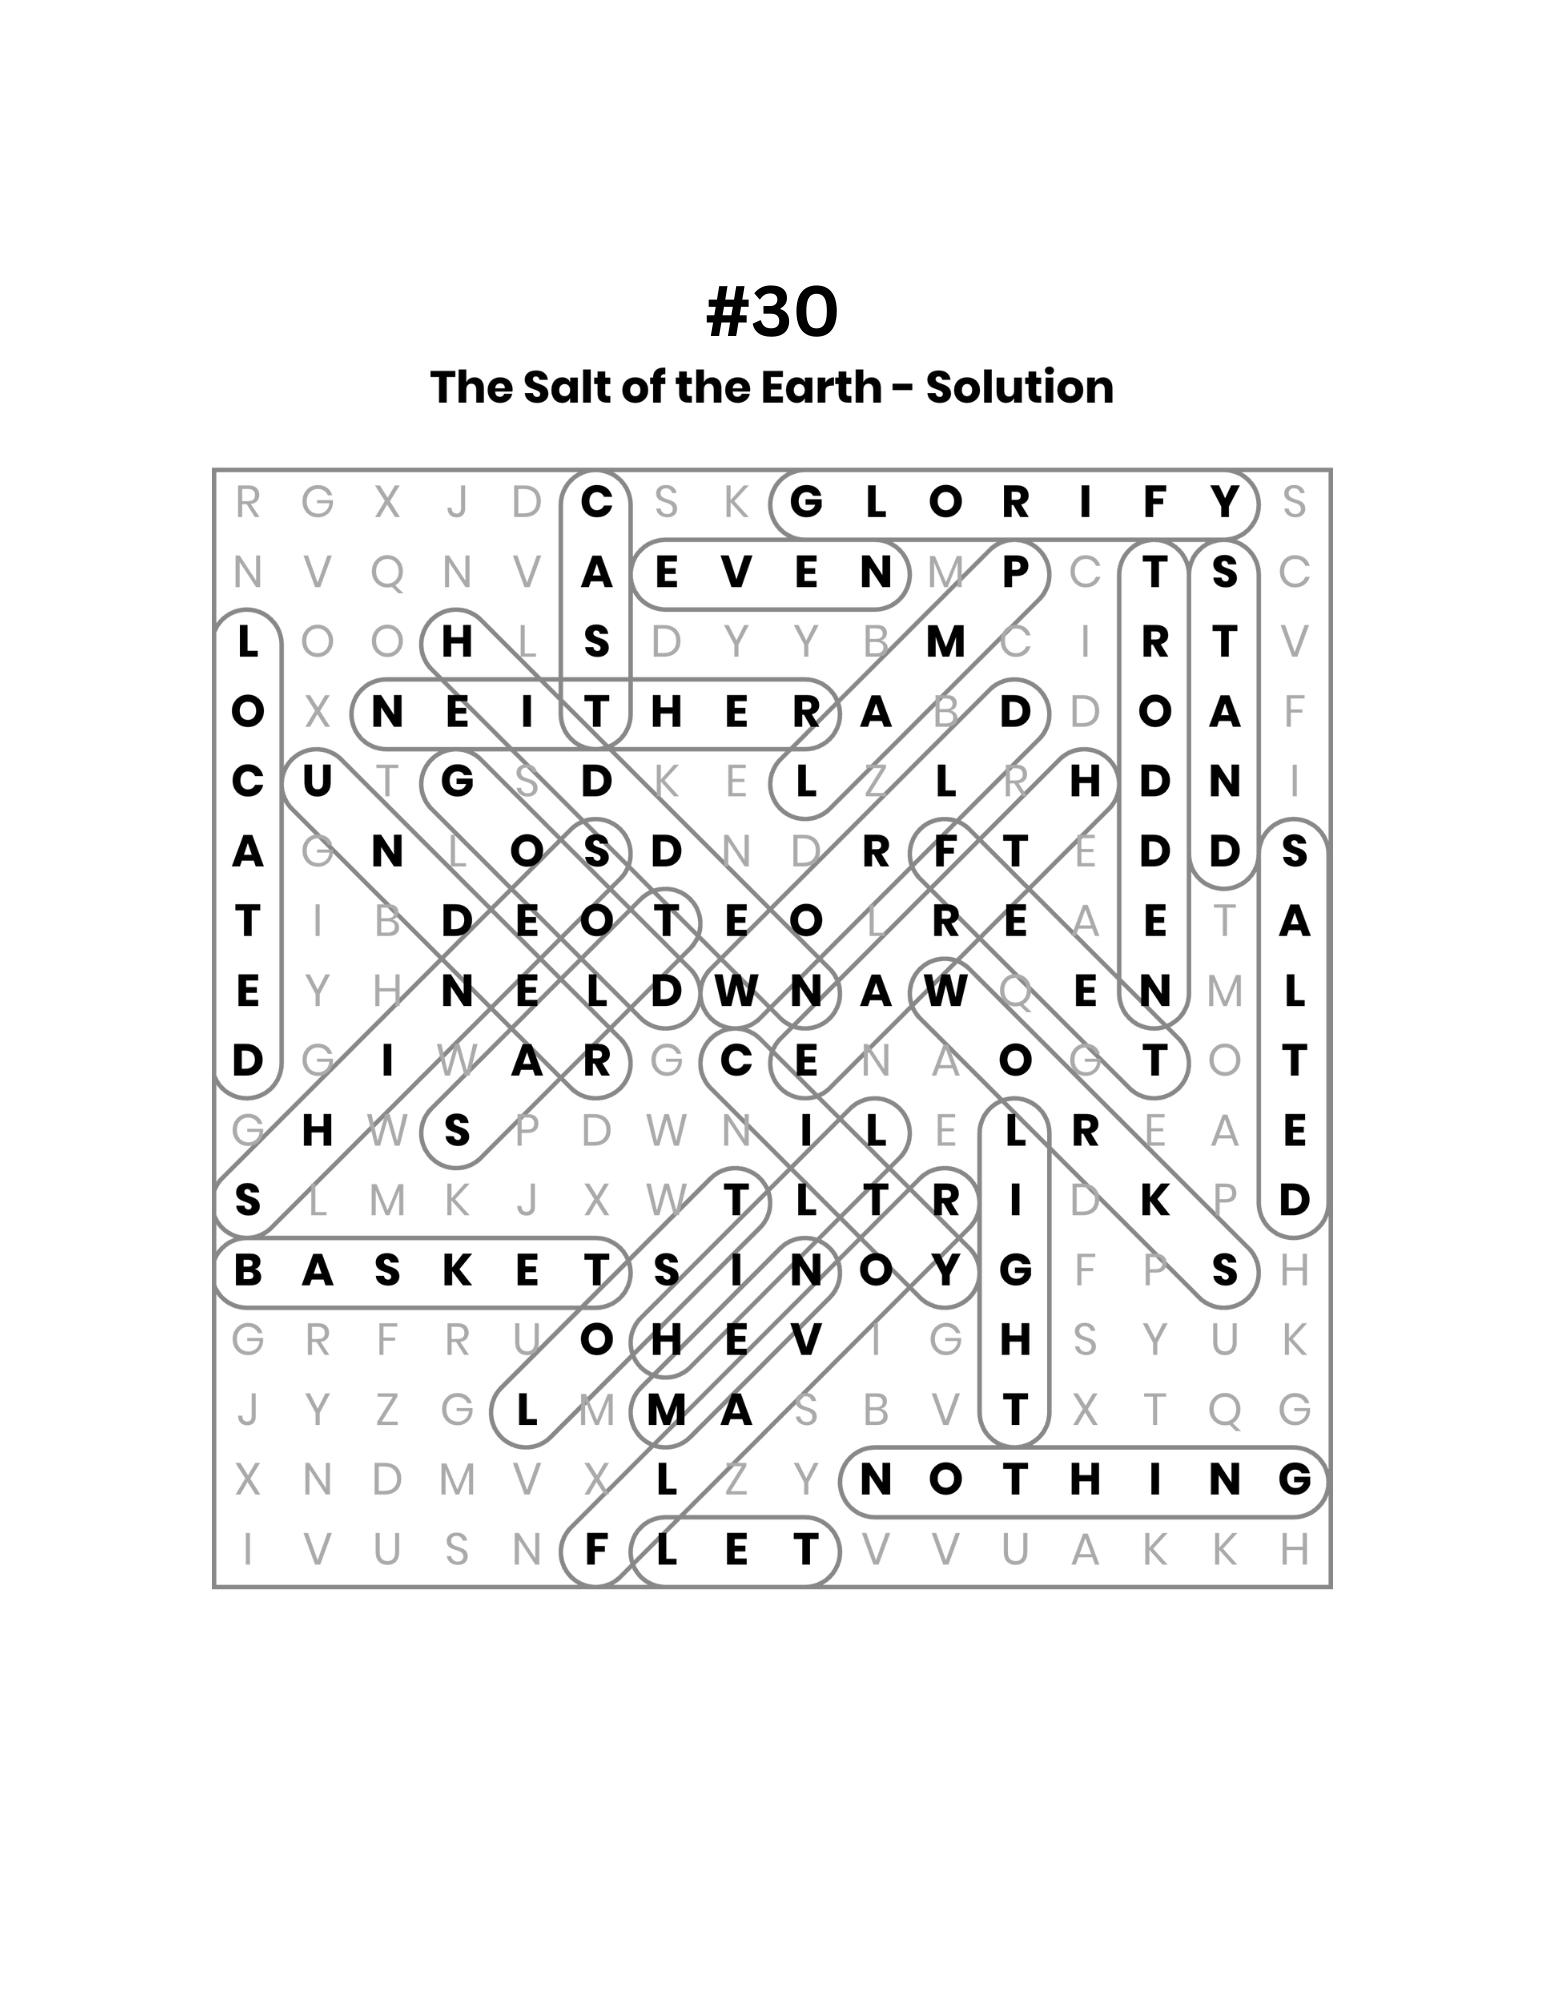 #30
The Salt of the Earth - Solution
R G X J D C S K G L O R I F Y S
N V Q N V A E V E N M P C T S C
L O O H L S D Y Y B M C I R T V
O X N E I T H E R A B D D O A F
C U T G S D K E L Z L R H D N I
A G N L O S D N D R F T E D D S
T I B D E O T E O L R E A E T A
E Y H N E L D W N A W Q E N M L
D G I W A R G C E N A O G T O T
G H W S P D W N I L E L R E A E
S L M K J X W T L T R I D K P D
B A S K E T S I N O Y G F P S H
G R F R U O H E V I G H S Y U K
J Y Z G L M M A S B V T X T Q G
X N D M V X L Z Y N O T H I N G
I V U S N F L E T V V U A K K H